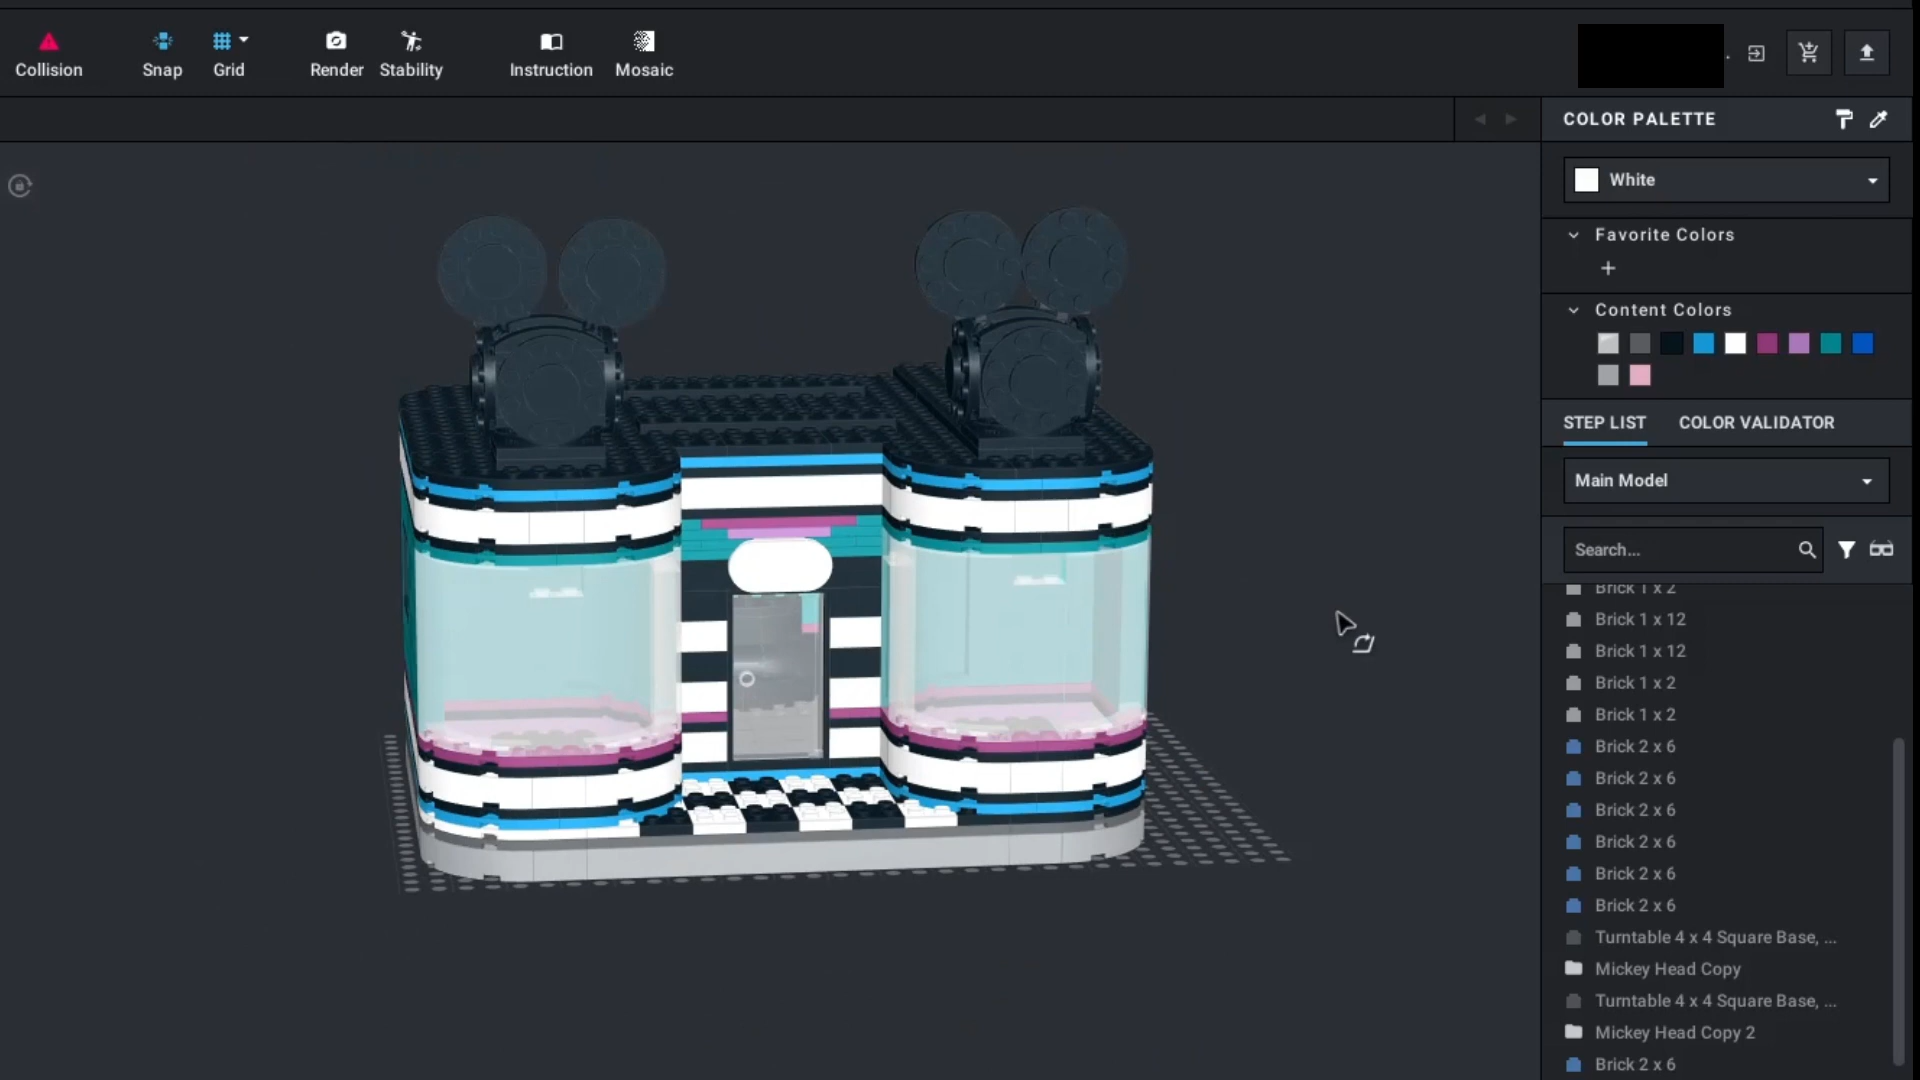 Collision
Snap
Grid
Render
Stability
Instruction
Mosaic
COLOR PALETTE
White
Favorite Colors
Content Colors
STEP LIST
COLOR VALIDATOR
Main Model
Search...
Brick 1 x 2
Brick 1 x 12
Brick 1 x 12
Brick 1 x 2
Brick 1 x 2
Brick 2 x 6
Brick 2 x 6
Brick 2 x 6
Brick 2 x 6
Brick 2 x 6
Brick 2 x 6
Turntable 4 x 4 Square Base, ...
Mickey Head Copy
Turntable 4 x 4 Square Base, ...
Mickey Head Copy 2
Brick 2 x 6